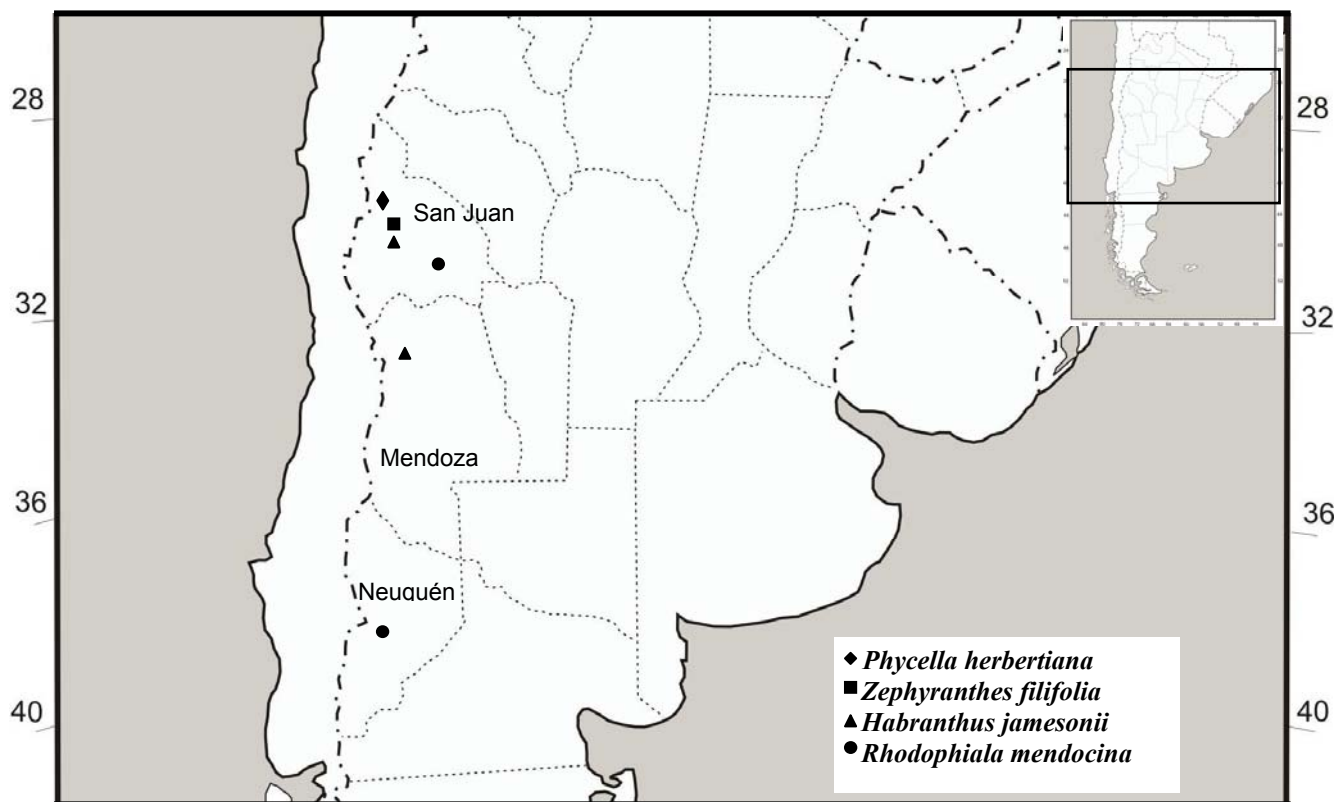 28
28
San Juan
32
32
Mendoza
36
36
Neuquén
Phycella herbertiana
Zephyranthes filifolia
Habranthus jamesonii
Rhodophiala mendocina
40
40